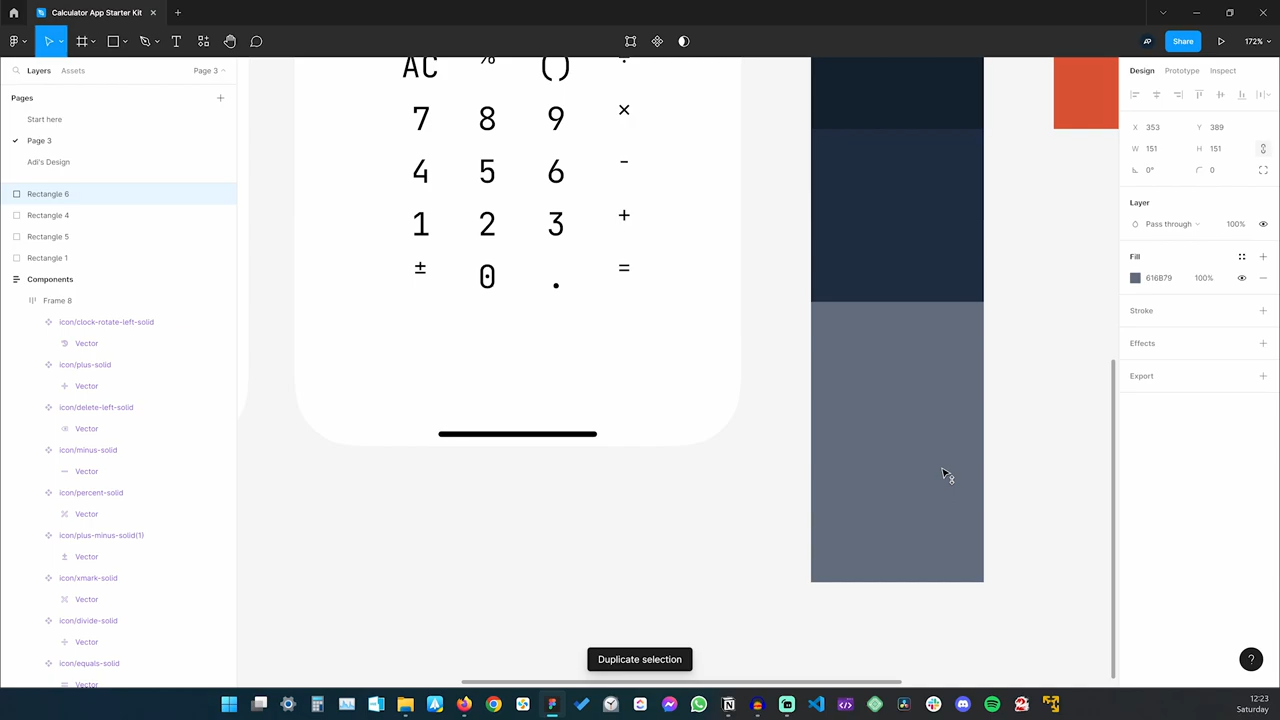 Calculator App Starter Kit
Share
172%
Layers
Assets
Page 3
Design
Prototype
Inspect
Pages
Start here
Page 3
Adi's Design
Rectangle 6
Rectangle 4
Rectangle 5
Rectangle 1
Components
Frame 8
icon/clock-rotate-left-solid
Vector
icon/plus-solid
Vector
icon/delete-left-solid
Vector
icon/minus-solid
Vector
icon/percent-solid
Vector
icon/plus-minus-solid(1)
Vector
icon/xmark-solid
Vector
icon/divide-solid
Vector
icon/equals-solid
Vector
AC % () ÷
7 8 9 ×
4 5 6 -
1 2 3 +
± 0 . =
Duplicate selection
X 353 Y 389
W 151 H 151
0° 0
Layer
Pass through 100%
Fill
616B79 100%
Stroke
Effects
Export
?
12:23
Saturday